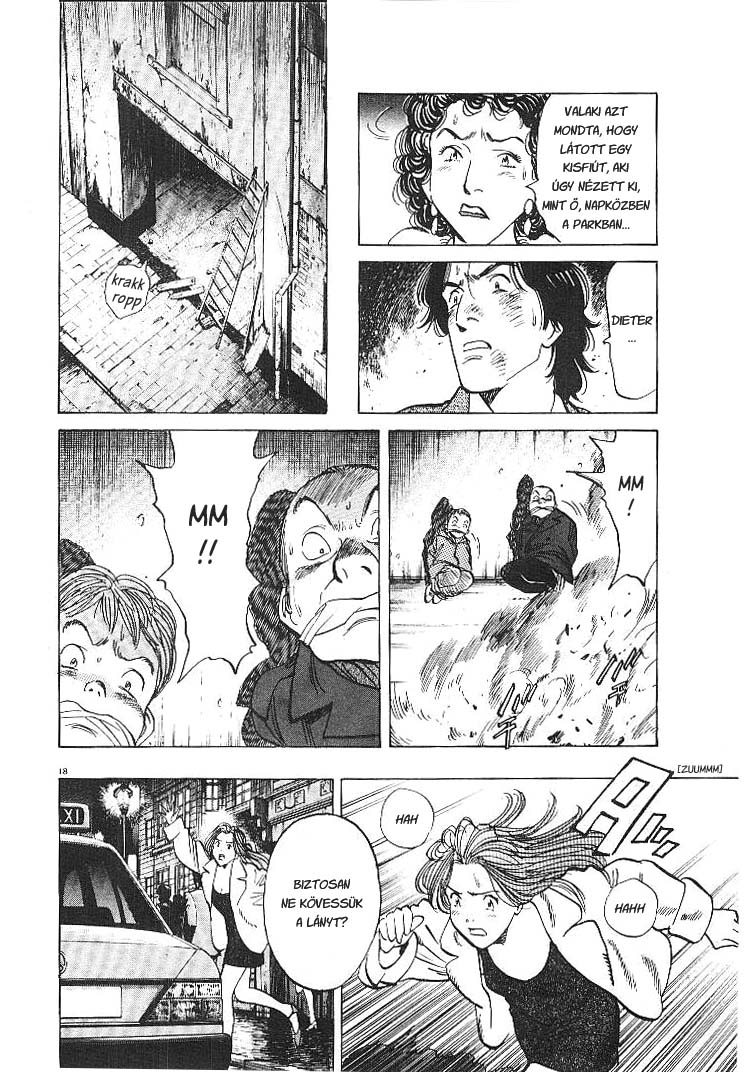 krakk
ropp
VALAKI AZT
MONDTA, HOGY
LÁTOTT EGY
KISFIÚT, AKI
ÚGY NÉZETT KI,
MINT Ő, NAPKÖZBEN
A PARKBAN...
DIETER
...
MM
!!
MM
!
18
XI
BIZTOSAN
NE KÖVESSÜK
A LÁNYT?
[ZUUMMM]
HAH
HAHH